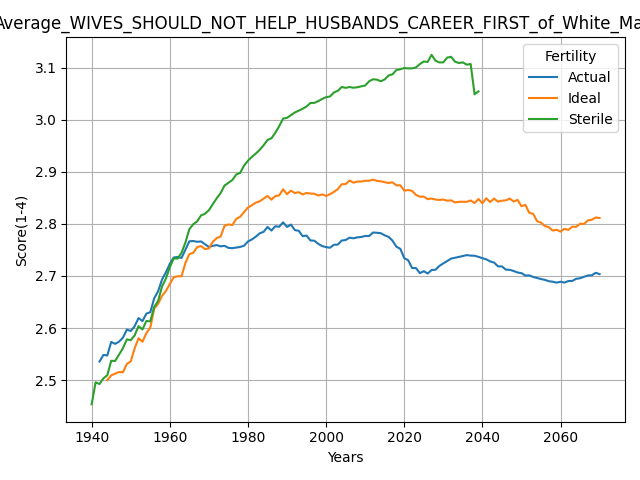 Average_WIVES_SHOULD_NOT_HELP_HUSBANDS_CAREER_FIRST_of_White_Ma
Fertility
Actual
Ideal
Sterile
Score(1-4)
3.1
3.0
2.9
2.8
2.7
2.6
2.5
1940 1960 1980 2000 2020 2040 2060
Years